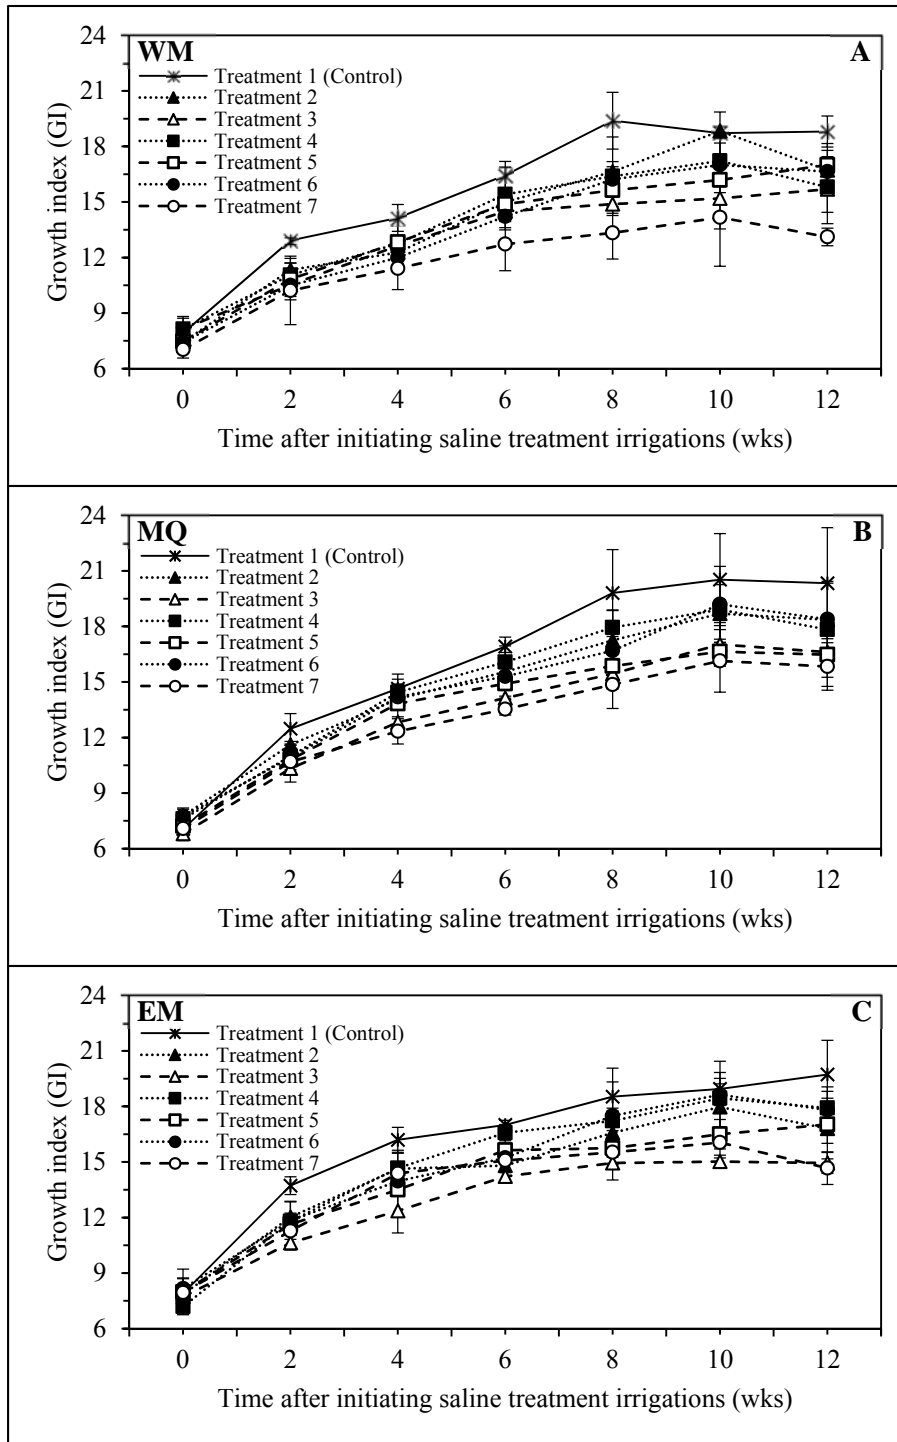 WM A
Treatment 1 (Control)
Treatment 2
Treatment 3
Treatment 4
Treatment 5
Treatment 6
Treatment 7
Growth index (GI)
24
21
18
15
12
9
6
0 2 4 6 8 10 12
Time after initiating saline treatment irrigations (wks)
MQ B
Treatment 1 (Control)
Treatment 2
Treatment 3
Treatment 4
Treatment 5
Treatment 6
Treatment 7
Growth index (GI)
24
21
18
15
12
9
6
0 2 4 6 8 10 12
Time after initiating saline treatment irrigations (wks)
EM C
Treatment 1 (Control)
Treatment 2
Treatment 3
Treatment 4
Treatment 5
Treatment 6
Treatment 7
Growth index (GI)
24
21
18
15
12
9
6
0 2 4 6 8 10 12
Time after initiating saline treatment irrigations (wks)